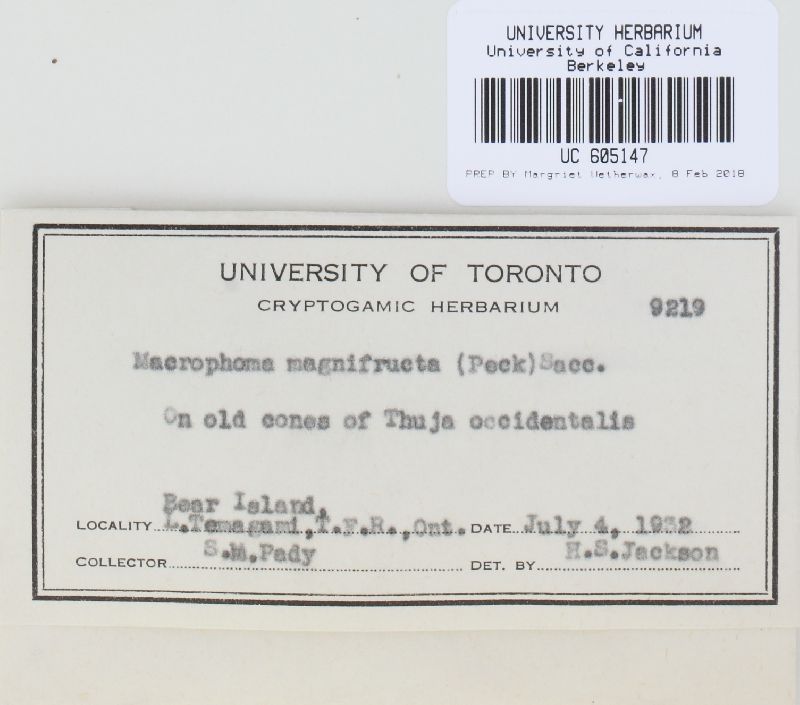 UNIVERSITY HERBARIUM
University of California
Berkeley
UC 605147
PREP BY Margriet Wetherwax, 8 Feb 2018
UNIVERSITY OF TORONTO
CRYPTOGAMIC HERBARIUM 9219
Macrophoma magnifructa (Peck)Sacc.
On old cones of Thuja occidentalis
Bear Island,
LOCALITY L.Temagami,T.F.R.,Ont. DATE July 4, 1932
COLLECTOR S.M.Pady DET. BY H.S.Jackson